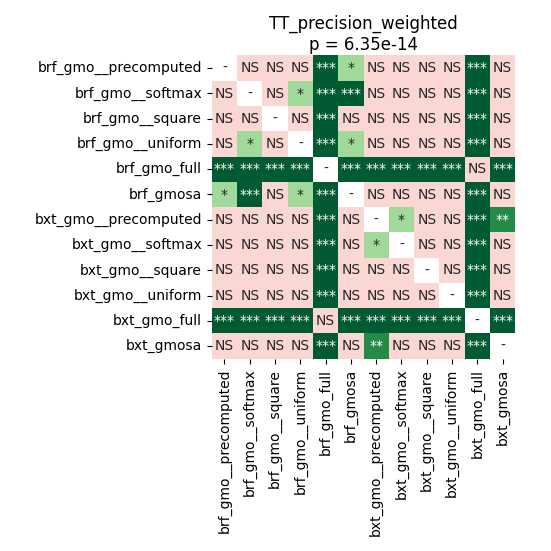 TT_precision_weighted
p = 6.35e-14
brf_gmo__precomputed - NS NS NS *** * NS NS NS NS *** NS
brf_gmo__softmax NS - NS * *** *** NS NS NS NS *** NS
brf_gmo__square NS NS - NS *** NS NS NS NS NS *** NS
brf_gmo__uniform NS * NS - *** * NS NS NS NS *** NS
brf_gmo_full *** *** *** *** - *** *** *** *** *** NS ***
brf_gmosa * *** NS * *** - NS NS NS NS *** NS
bxt_gmo__precomputed NS NS NS NS *** NS - * NS NS *** **
bxt_gmo__softmax NS NS NS NS *** NS * - NS NS *** NS
bxt_gmo__square NS NS NS NS *** NS NS NS - NS *** NS
bxt_gmo__uniform NS NS NS NS *** NS NS NS NS - *** NS
bxt_gmo_full *** *** *** *** NS *** *** *** *** *** - ***
bxt_gmosa NS NS NS NS *** NS ** NS NS NS *** -
brf_gmo__precomputed
brf_gmo__softmax
brf_gmo__square
brf_gmo__uniform
brf_gmo_full
brf_gmosa
bxt_gmo__precomputed
bxt_gmo__softmax
bxt_gmo__square
bxt_gmo__uniform
bxt_gmo_full
bxt_gmosa